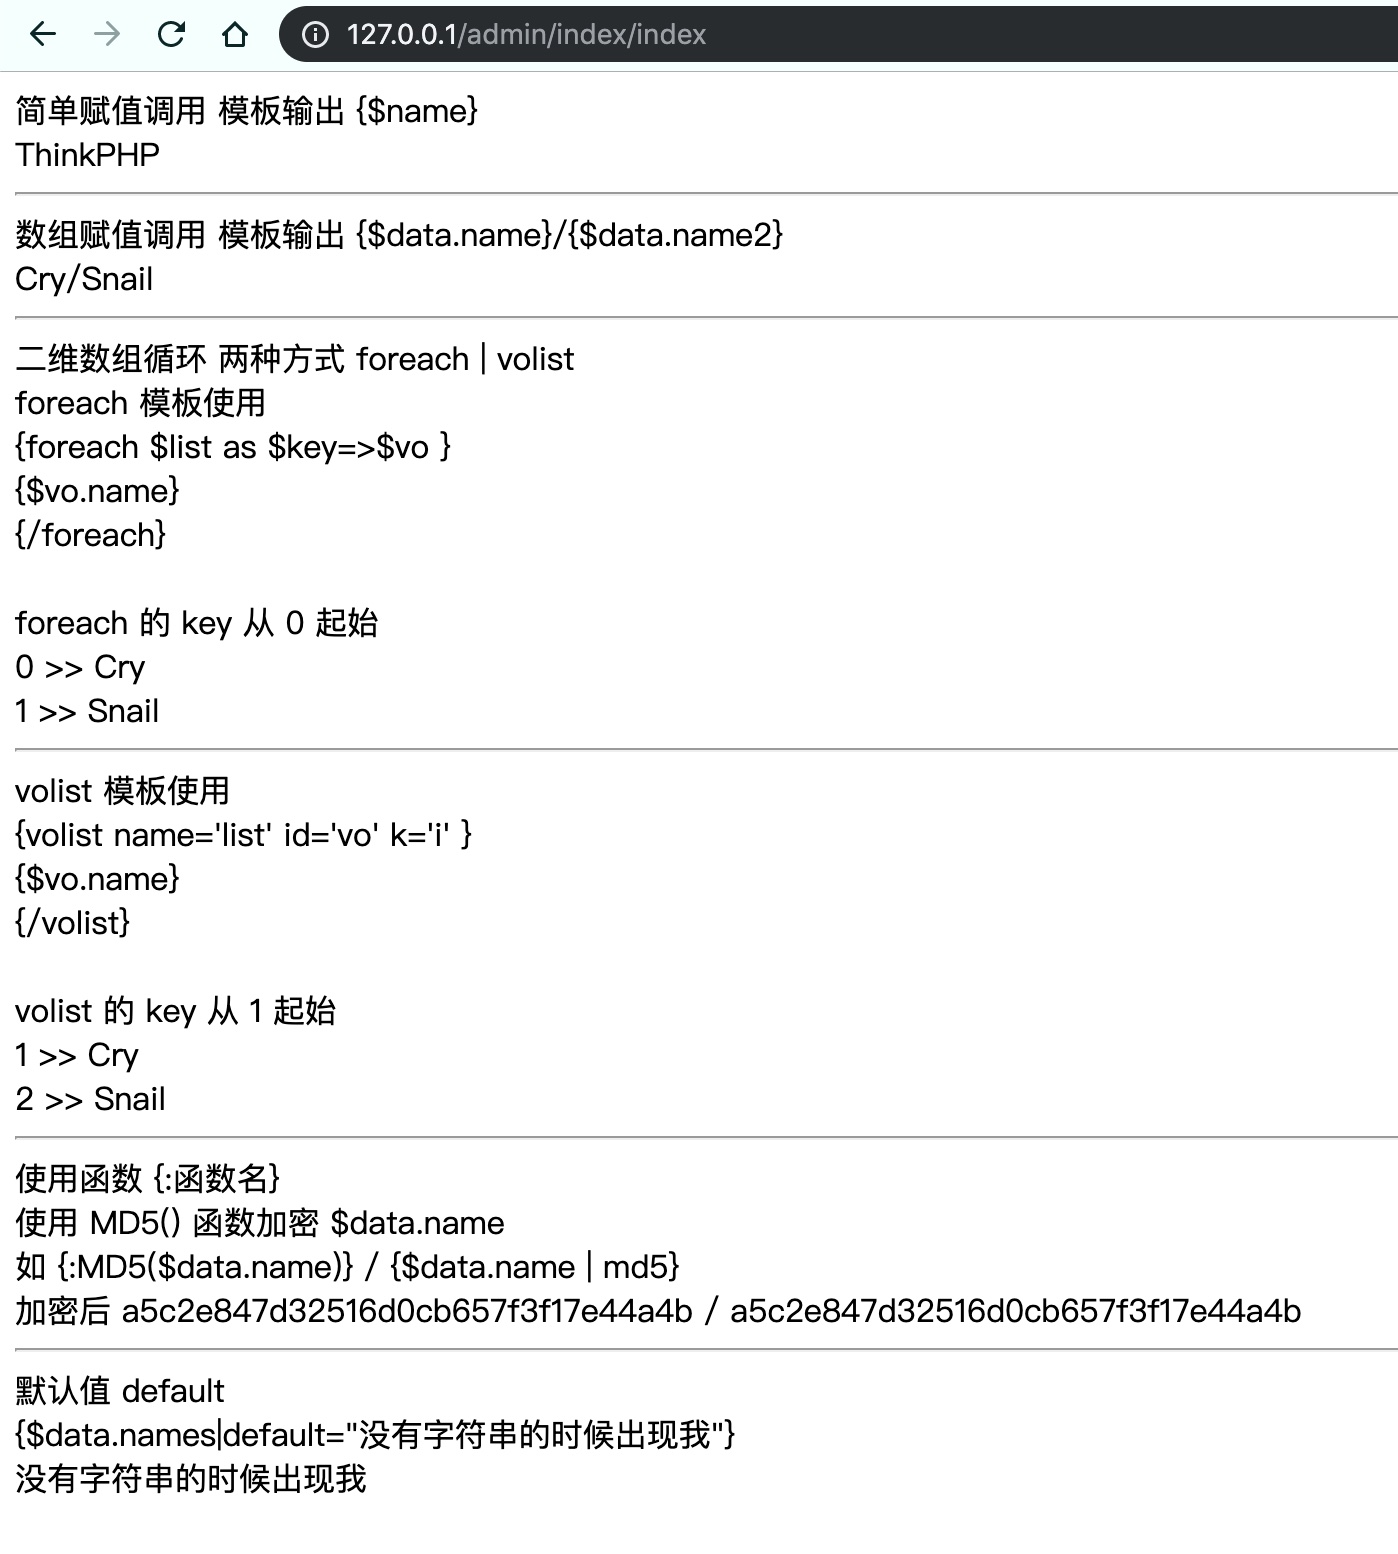 127.0.0.1/admin/index/index
简单赋值调用 模板输出 {$name}
ThinkPHP
数组赋值调用 模板输出 {$data.name}/{$data.name2}
Cry/Snail
二维数组循环 两种方式 foreach | volist
foreach 模板使用
{foreach $list as $key=>$vo }
{$vo.name}
{/foreach}
foreach 的 key 从 0 起始
0 >> Cry
1 >> Snail
volist 模板使用
{volist name='list' id='vo' k='i' }
{$vo.name}
{/volist}
volist 的 key 从 1 起始
1 >> Cry
2 >> Snail
使用函数 {:函数名}
使用 MD5() 函数加密 $data.name
如 {:MD5($data.name)} / {$data.name | md5}
加密后 a5c2e847d32516d0cb657f3f17e44a4b / a5c2e847d32516d0cb657f3f17e44a4b
默认值 default
{$data.names|default="没有字符串的时候出现我"}
没有字符串的时候出现我